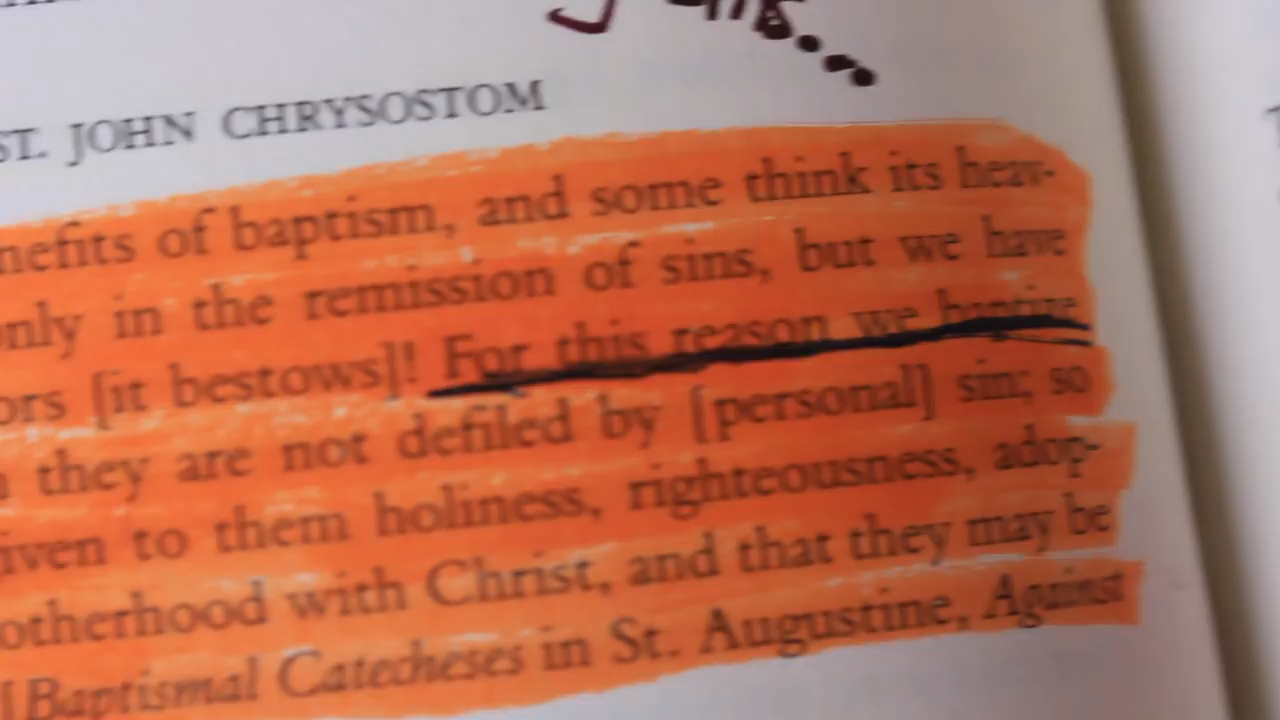 ST. JOHN CHRYSOSTOM
nefits of baptism, and some think its heav-
only in the remission of sins, but we have
ors [it bestows]! For this reason we baptize
they are not defiled by [personal] sin; so
iven to them holiness, righteousness, adop-
otherhood with Christ, and that they may be
[Baptismal Catecheses in St. Augustine, Against